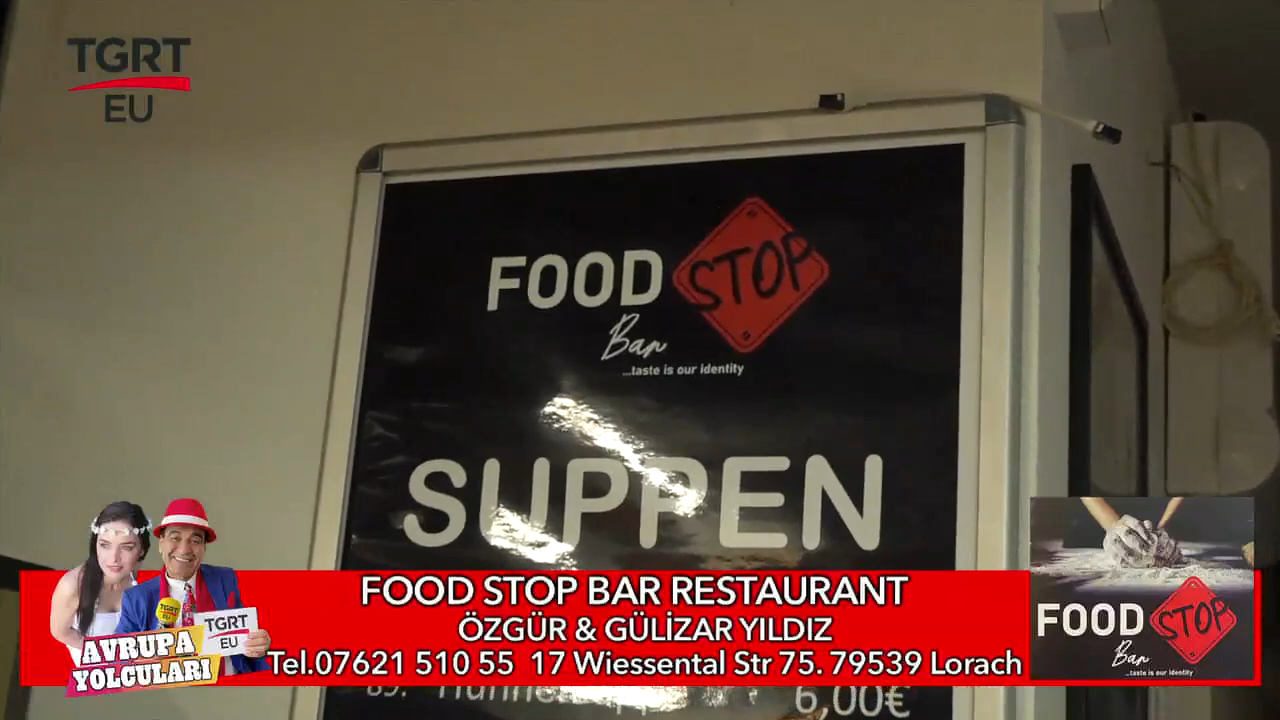 TGRT
EU
FOOD STOP
Bar
...taste is our identity
SUPPEN
6,00€
FOOD STOP BAR RESTAURANT
ÖZGÜR & GÜLİZAR YILDIZ
Tel.07621 510 55 17 Wiessental Str 75. 79539 Lorach
TGRT
EU
AVRUPA
YOLCULARI
FOOD STOP
Bar
...taste is our identity